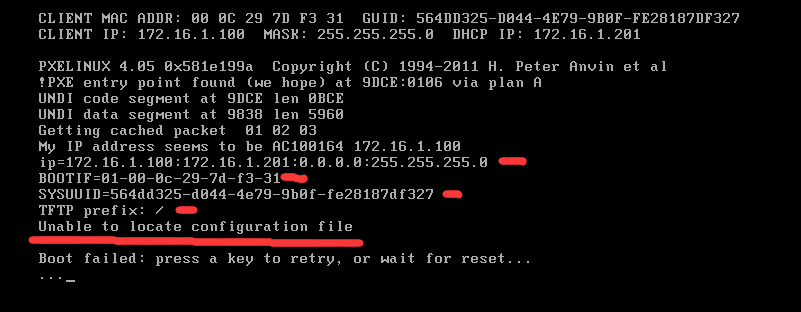 CLIENT MAC ADDR: 00 0C 29 7D F3 31  GUID: 564DD325-D044-4E79-9B0F-FE28187DF327
CLIENT IP: 172.16.1.100  MASK: 255.255.255.0  DHCP IP: 172.16.1.201
PXELINUX 4.05 0x581e199a  Copyright (C) 1994-2011 H. Peter Anvin et al
!PXE entry point found (we hope) at 9DCE:0106 via plan A
UNDI code segment at 9DCE len 0BCE
UNDI data segment at 9838 len 5960
Getting cached packet  01 02 03
My IP address seems to be AC100164 172.16.1.100
ip=172.16.1.100:172.16.1.201:0.0.0.0:255.255.255.0
BOOTIF=01-00-0c-29-7d-f3-31
SYSUUID=564dd325-d044-4e79-9b0f-fe28187df327
TFTP prefix: /
Unable to locate configuration file
Boot failed: press a key to retry, or wait for reset...
..._